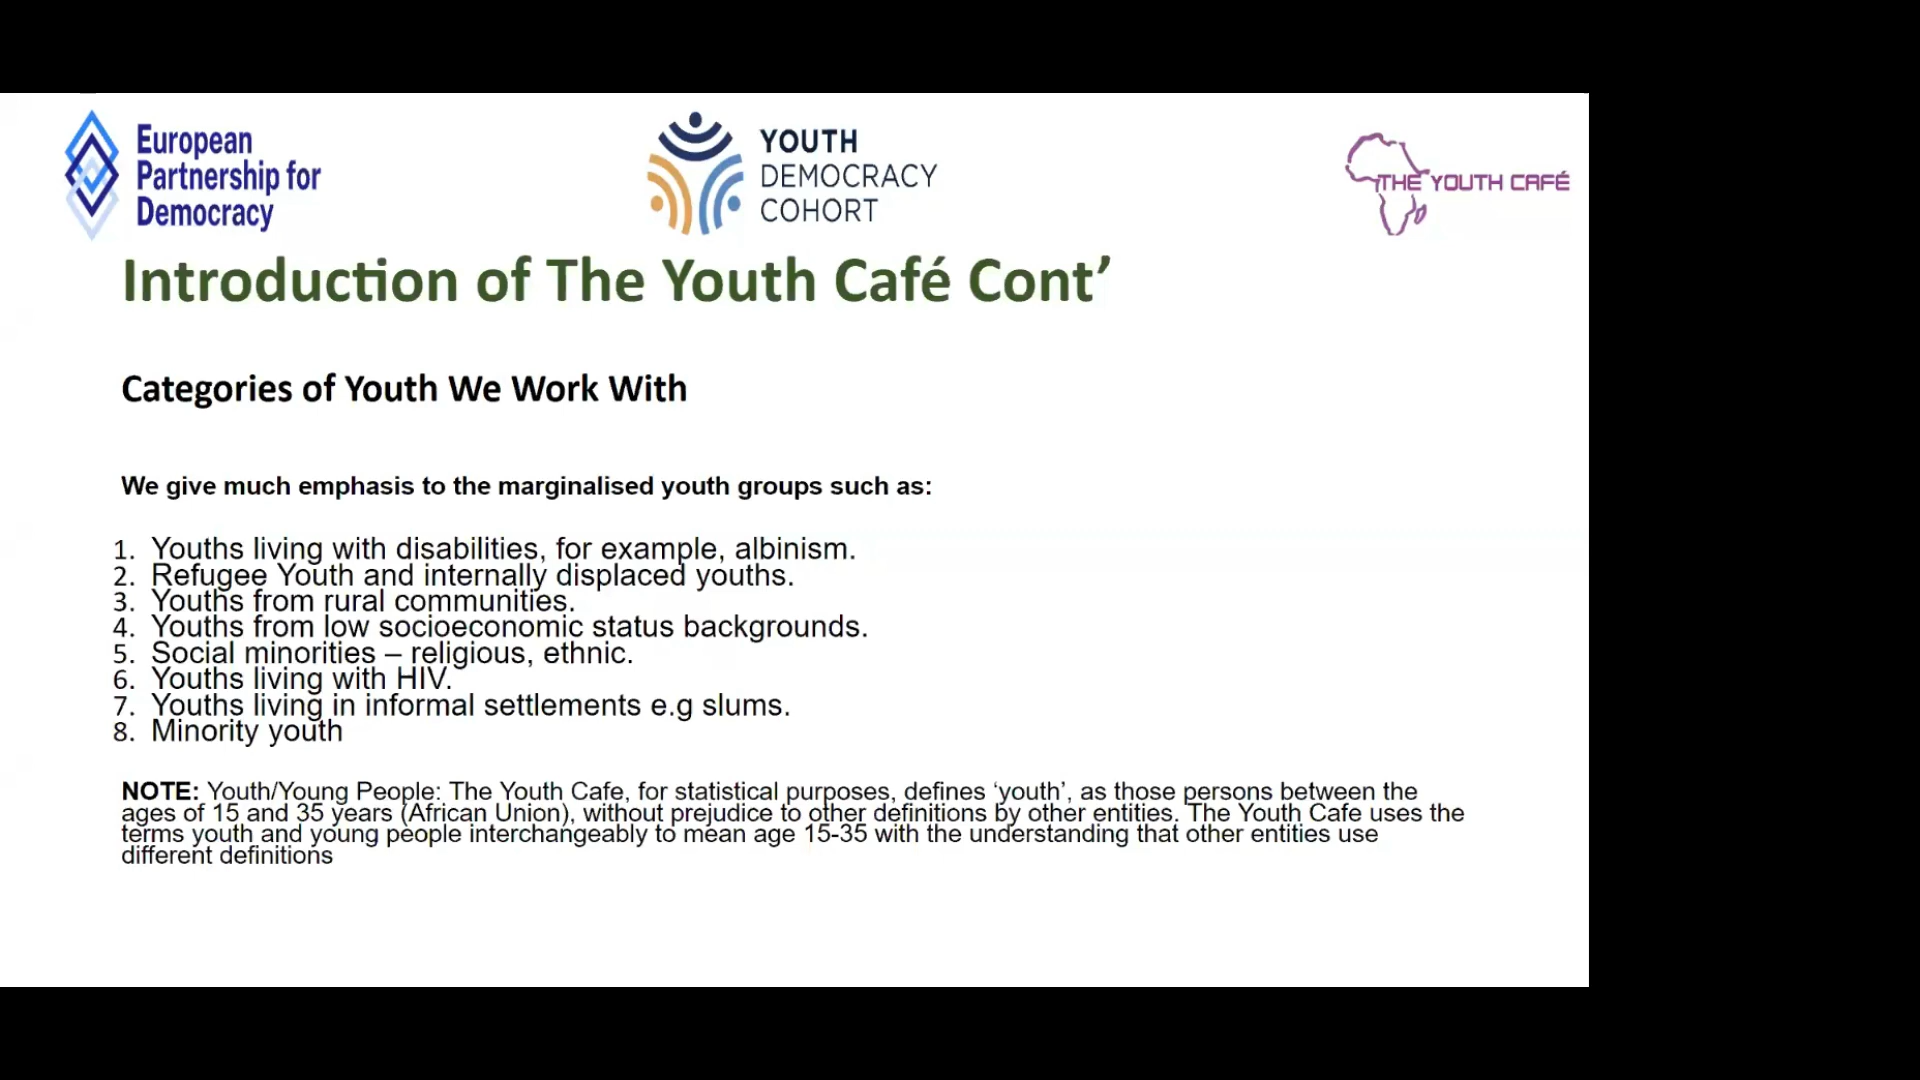 European
Partnership for
Democracy
YOUTH
DEMOCRACY
COHORT
THE YOUTH CAFÉ
Introduction of The Youth Café Cont’
Categories of Youth We Work With
We give much emphasis to the marginalised youth groups such as:
1. Youths living with disabilities, for example, albinism.
2. Refugee Youth and internally displaced youths.
3. Youths from rural communities.
4. Youths from low socioeconomic status backgrounds.
5. Social minorities – religious, ethnic.
6. Youths living with HIV.
7. Youths living in informal settlements e.g slums.
8. Minority youth
NOTE: Youth/Young People: The Youth Cafe, for statistical purposes, defines ‘youth’, as those persons between the
ages of 15 and 35 years (African Union), without prejudice to other definitions by other entities. The Youth Cafe uses the
terms youth and young people interchangeably to mean age 15-35 with the understanding that other entities use
different definitions